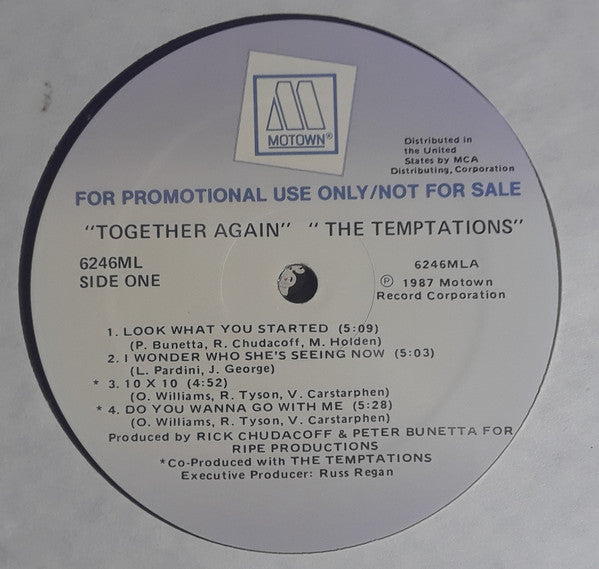 MOTOWN®
Distributed in
the United
States by MCA
Distributing, Corporation
FOR PROMOTIONAL USE ONLY/NOT FOR SALE
"TOGETHER AGAIN" "THE TEMPTATIONS"
6246ML
SIDE ONE
6246MLA
℗ 1987 Motown
Record Corporation
1. LOOK WHAT YOU STARTED (5:09)
(P. Bunetta, R. Chudacoff, M. Holden)
2. I WONDER WHO SHE'S SEEING NOW (5:03)
(L. Pardini, J. George)
* 3. 10 X 10 (4:52)
(O. Williams, R. Tyson, V. Carstarphen)
* 4. DO YOU WANNA GO WITH ME (5:28)
(O. Williams, R. Tyson, V. Carstarphen)
Produced by RICK CHUDACOFF & PETER BUNETTA FOR
RIPE PRODUCTIONS
*Co-Produced with THE TEMPTATIONS
Executive Producer: Russ Regan